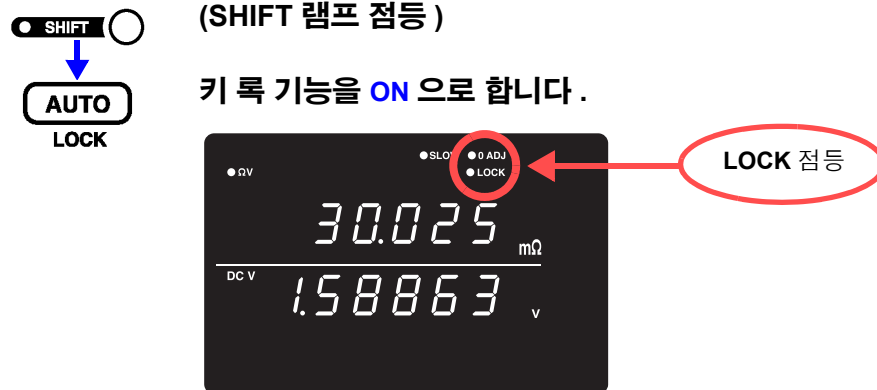 SHIFT
(SHIFT 램프 점등 )
AUTO
LOCK
키 록 기능을 ON 으로 합니다 .
SLO 0 ADJ
ΩV LOCK
30.025 mΩ
DC V
1.58863 V
LOCK 점등